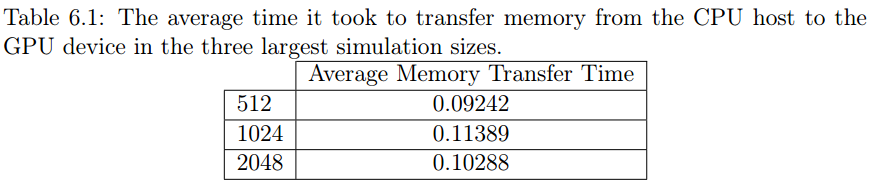 Table 6.1: The average time it took to transfer memory from the CPU host to the
GPU device in the three largest simulation sizes.
Average Memory Transfer Time
512 0.09242
1024 0.11389
2048 0.10288